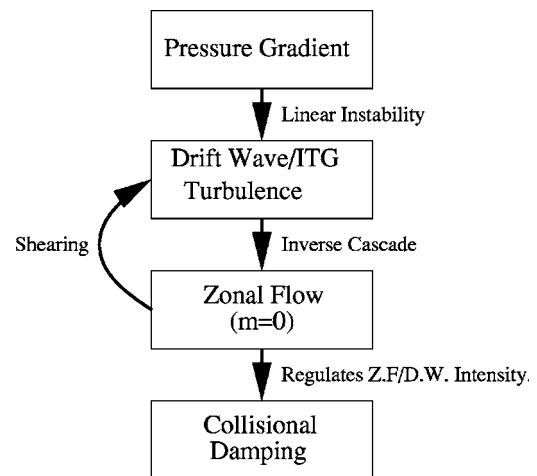 Pressure Gradient
Linear Instability
Drift Wave/ITG
Turbulence
Shearing
Inverse Cascade
Zonal Flow
(m=0)
Regulates Z.F/D.W. Intensity.
Collisional
Damping